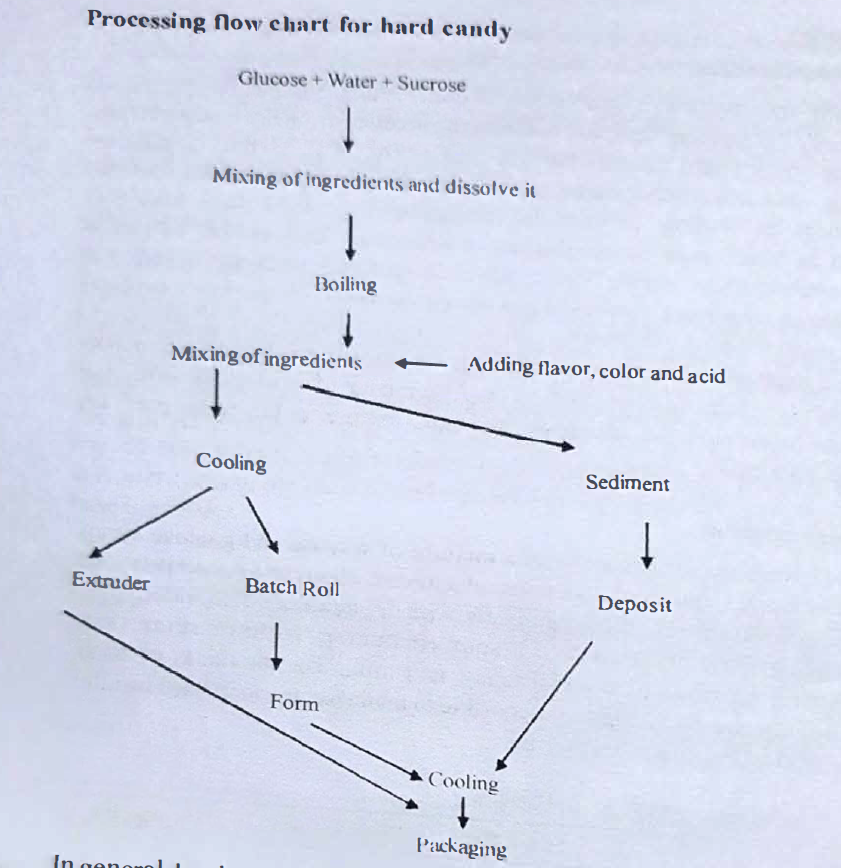 Processing flow chart for hard candy
Glucose + Water + Sucrose
Mixing of ingredients and dissolve it
Boiling
Mixing of ingredients
Adding flavor, color and acid
Cooling
Sediment
Extruder
Batch Roll
Deposit
Form
Cooling
Packaging
In general